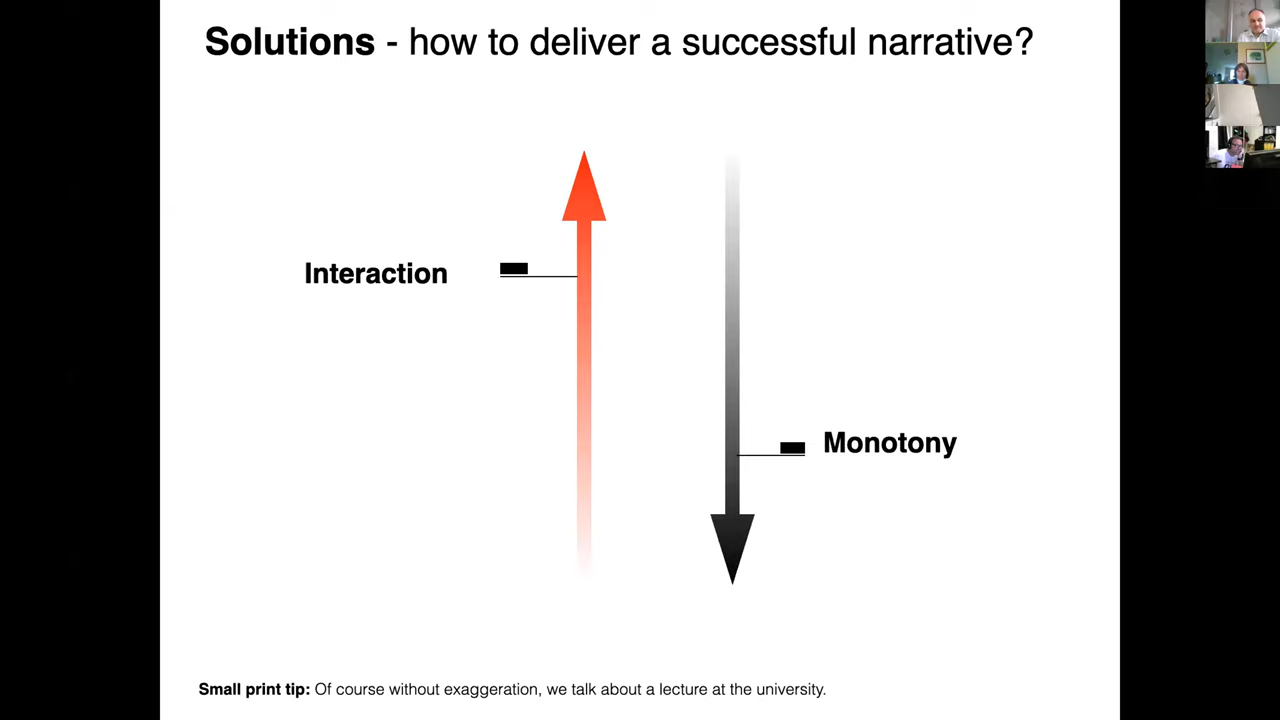 Solutions - how to deliver a successful narrative?
Interaction
Monotony
Small print tip: Of course without exaggeration, we talk about a lecture at the university.